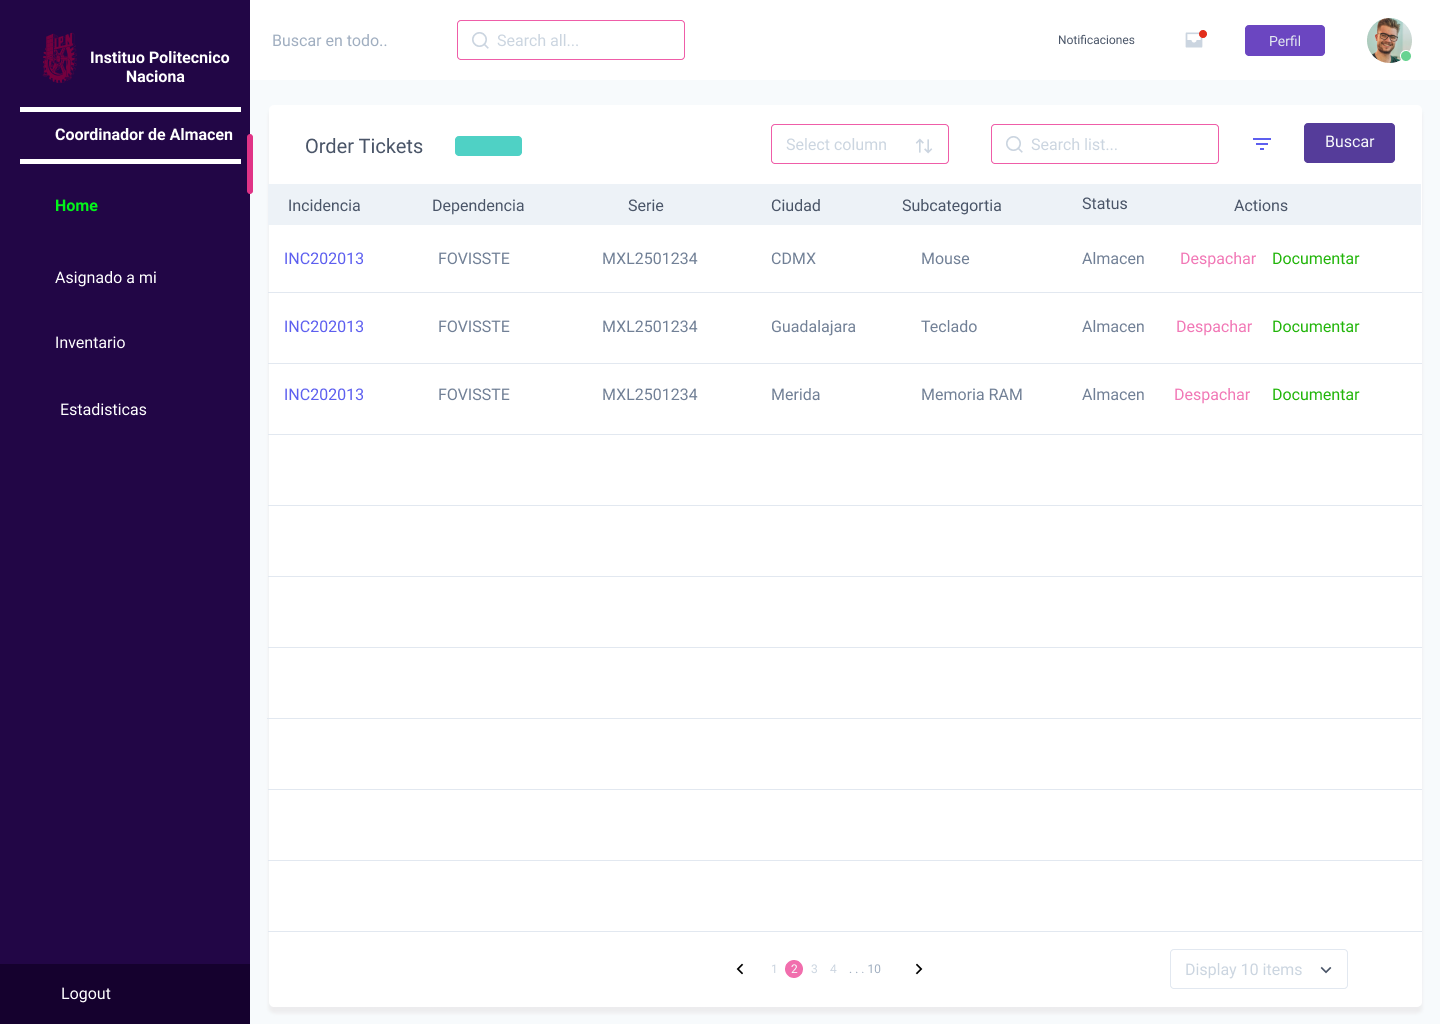 Instituo Politecnico
Naciona
Coordinador de Almacen
Home
Asignado a mi
Inventario
Estadisticas
Logout
Buscar en todo..
Search all...
Notificaciones
Perfil
Order Tickets
Select column
Search list...
Buscar
Incidencia Dependencia Serie Ciudad Subcategortia Status Actions
INC202013 FOVISSTE MXL2501234 CDMX Mouse Almacen Despachar Documentar
INC202013 FOVISSTE MXL2501234 Guadalajara Teclado Almacen Despachar Documentar
INC202013 FOVISSTE MXL2501234 Merida Memoria RAM Almacen Despachar Documentar
1 2 3 4 . . . 10
Display 10 items